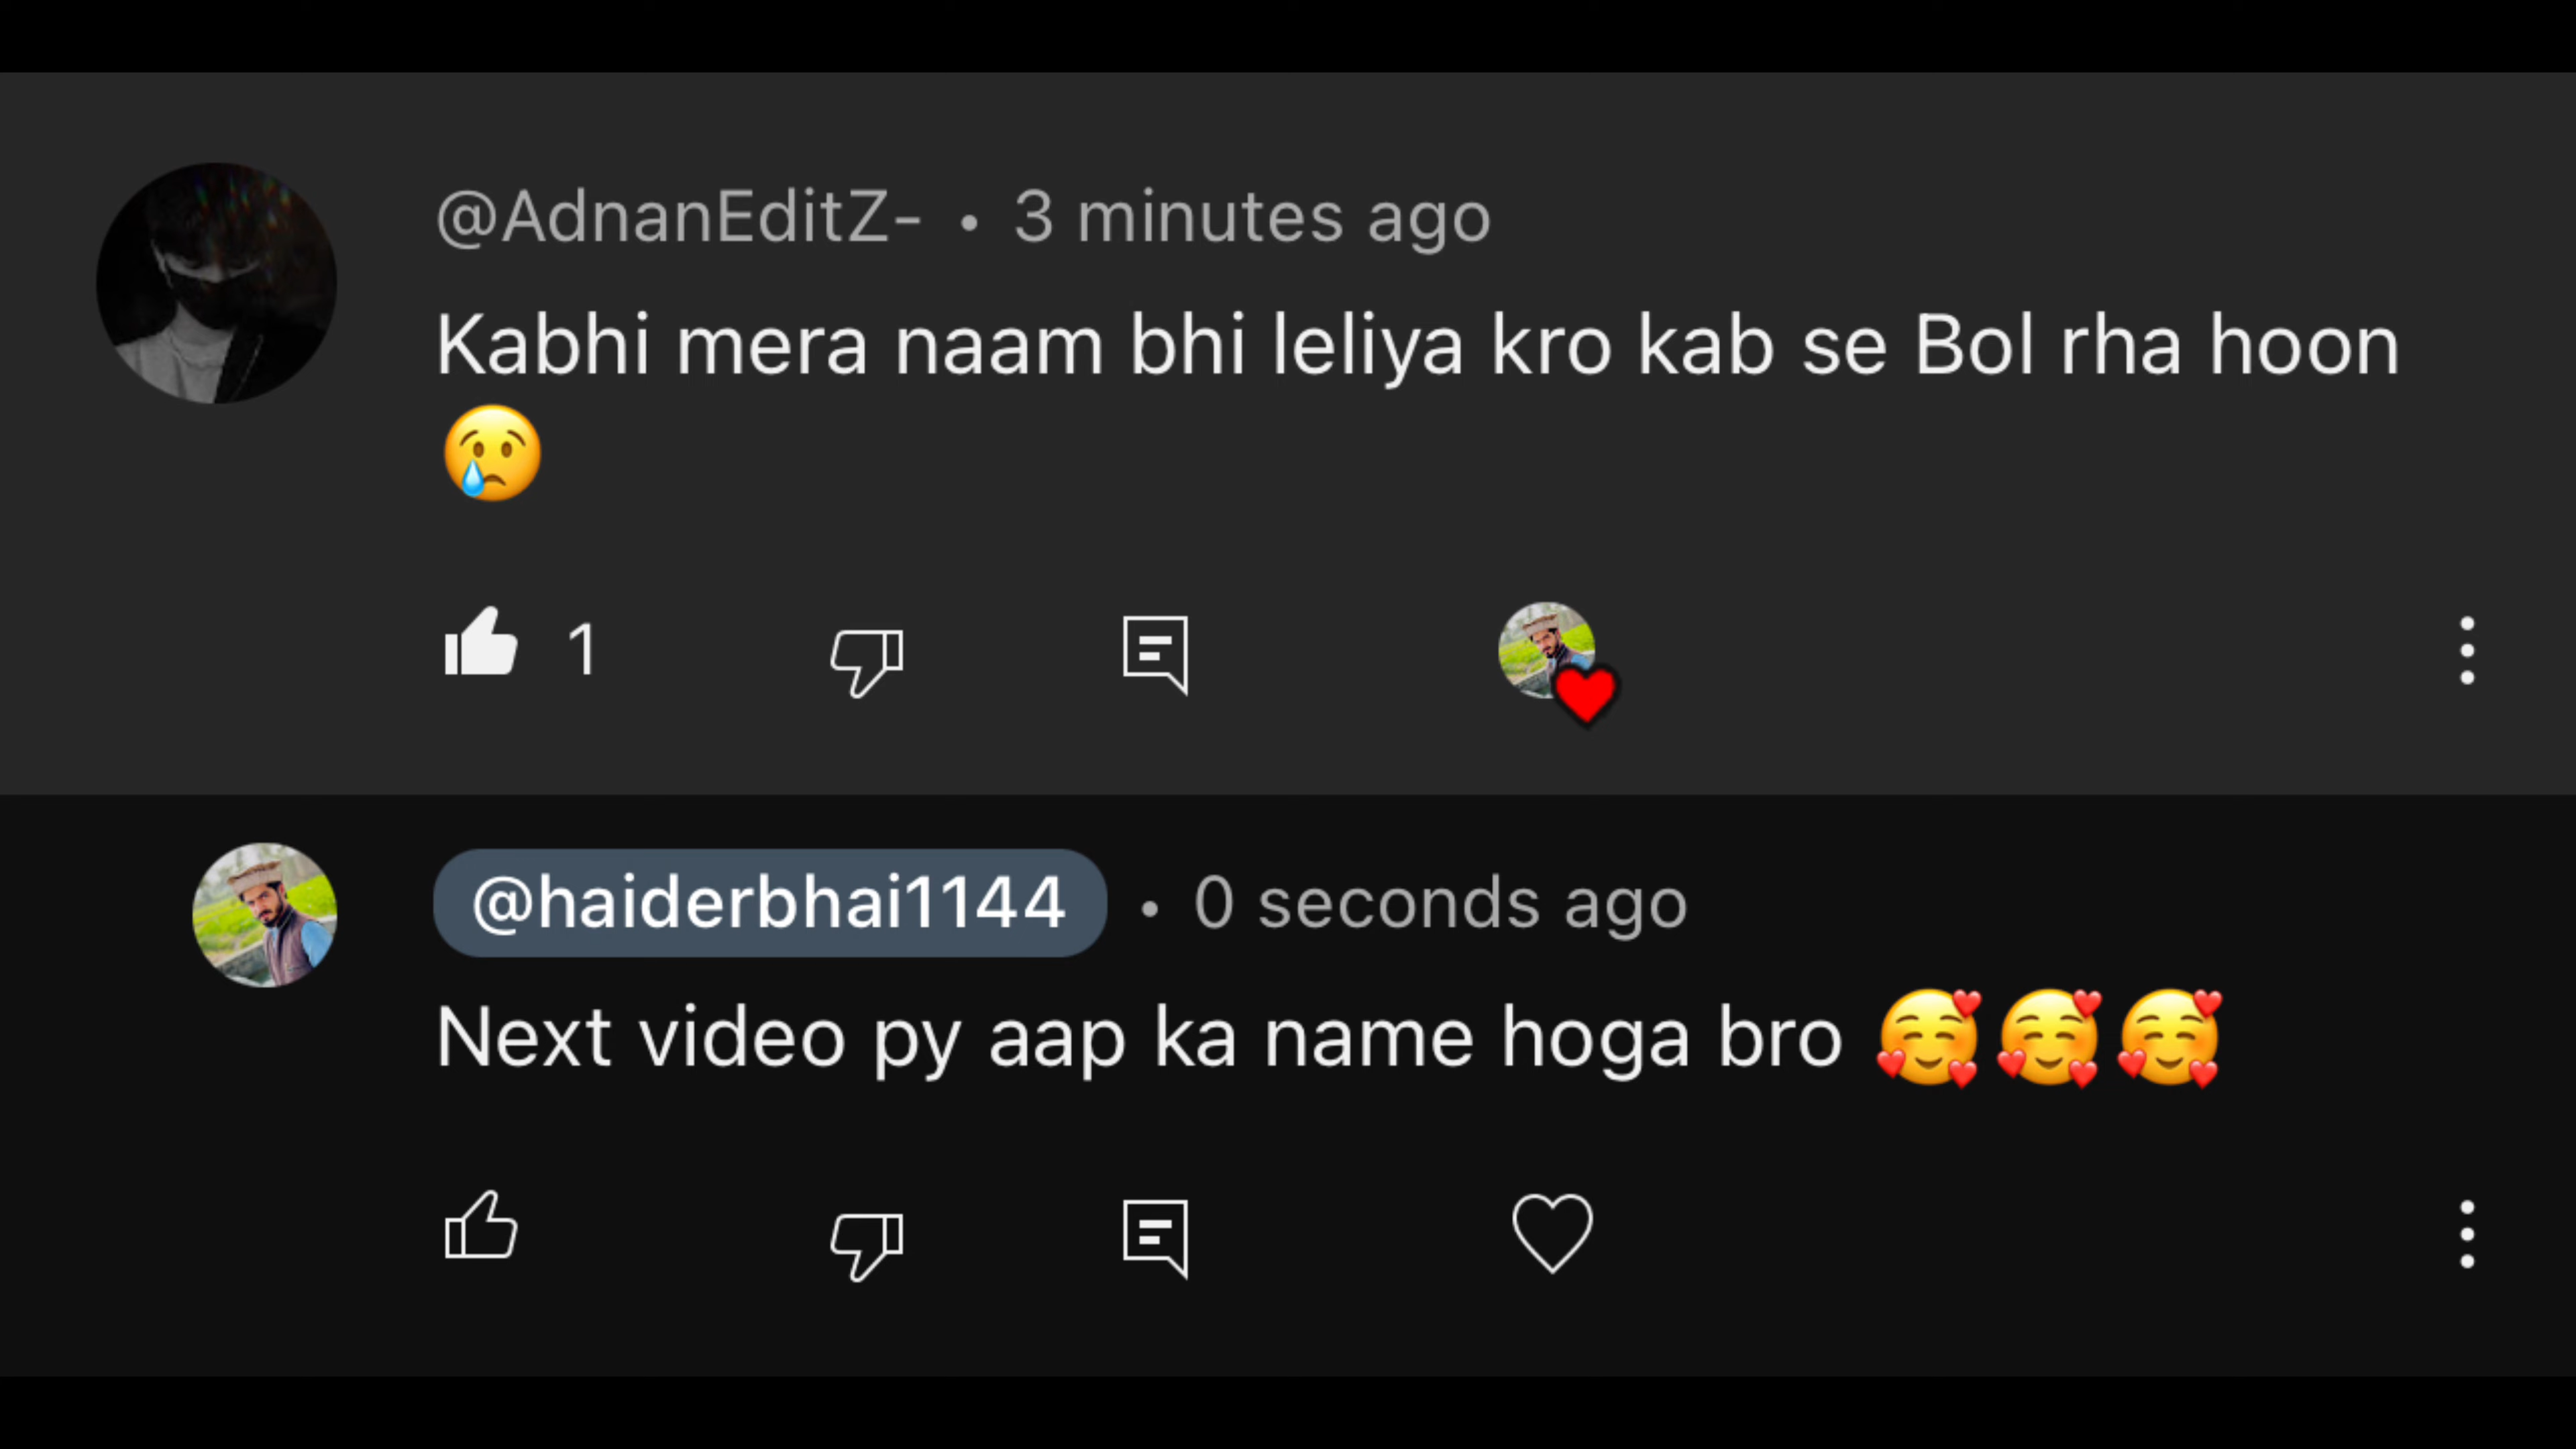 @AdnanEditZ- • 3 minutes ago
Kabhi mera naam bhi leliya kro kab se Bol rha hoon
😢
1
@haiderbhai1144 • 0 seconds ago
Next video py aap ka name hoga bro 🥰🥰🥰